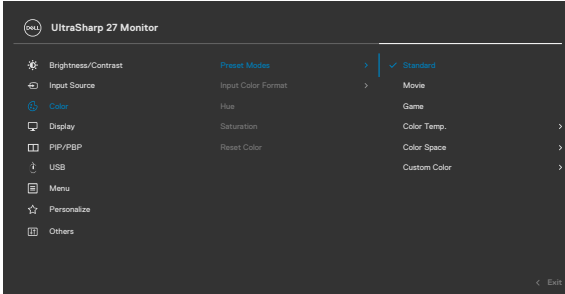 DELL UltraSharp 27 Monitor
Brightness/Contrast Preset Modes > ✓ Standard
Input Source Input Color Format > Movie
Color Hue Game
Display Saturation Color Temp. >
PIP/PBP Reset Color Color Space >
USB Custom Color >
Menu
Personalize
Others
< Exit